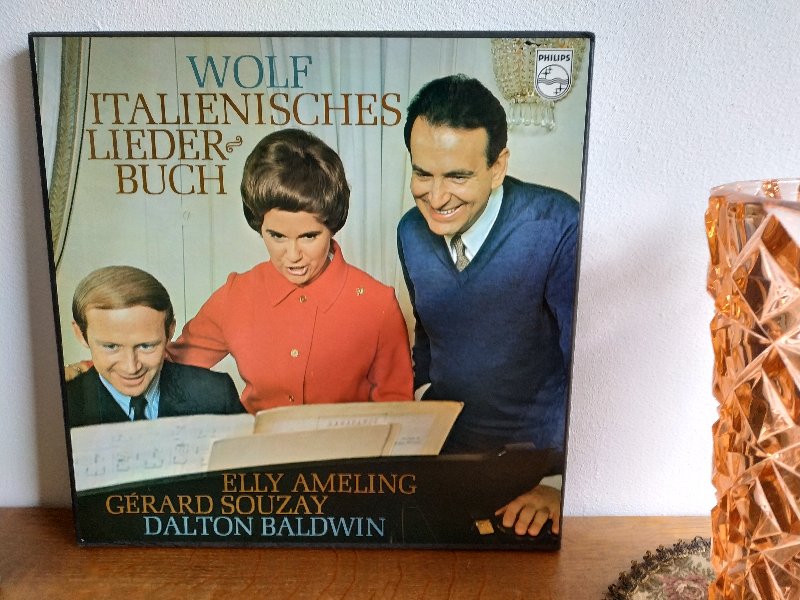 WOLF
ITALIENISCHES
LIEDER-
BUCH
PHILIPS
ELLY AMELING
GÉRARD SOUZAY
DALTON BALDWIN